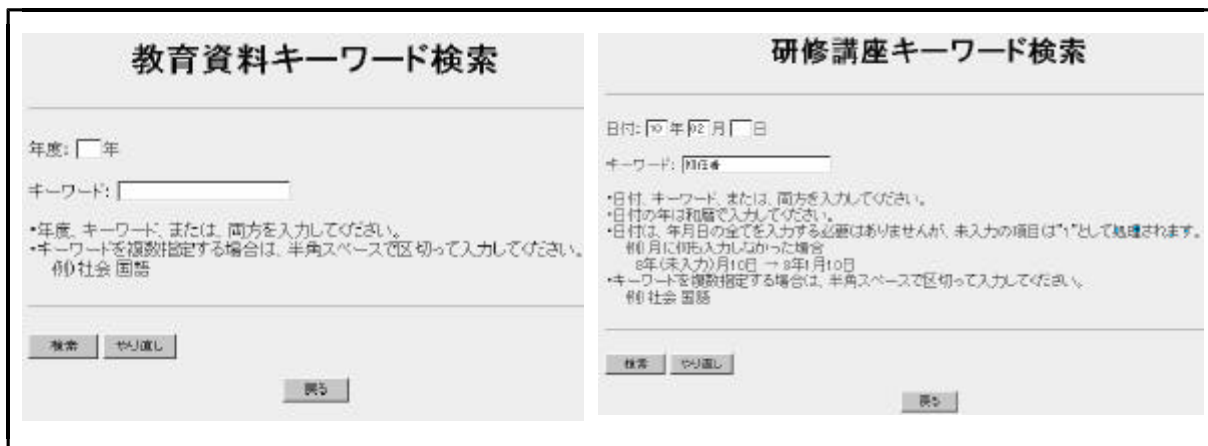 教育資料キーワード検索
年度: 年
キーワード:
・年度、キーワード、または、両方を入力してください。
・キーワードを複数指定する場合は、半角スペースで区切って入力してください。
例)社会 国語
検索 やり直し
戻る
研修講座キーワード検索
日付: 10 年 02 月 日
キーワード: 初任者
・日付、キーワード、または、両方を入力してください。
・日付の年は和暦で入力してください。
・日付は、年月日の全てを入力する必要はありませんが、未入力の項目は"1"として処理されます。
例)月に何も入力しなかった場合
8年(未入力)月10日 → 8年1月10日
・キーワードを複数指定する場合は、半角スペースで区切って入力してください。
例)社会 国語
検索 やり直し
戻る